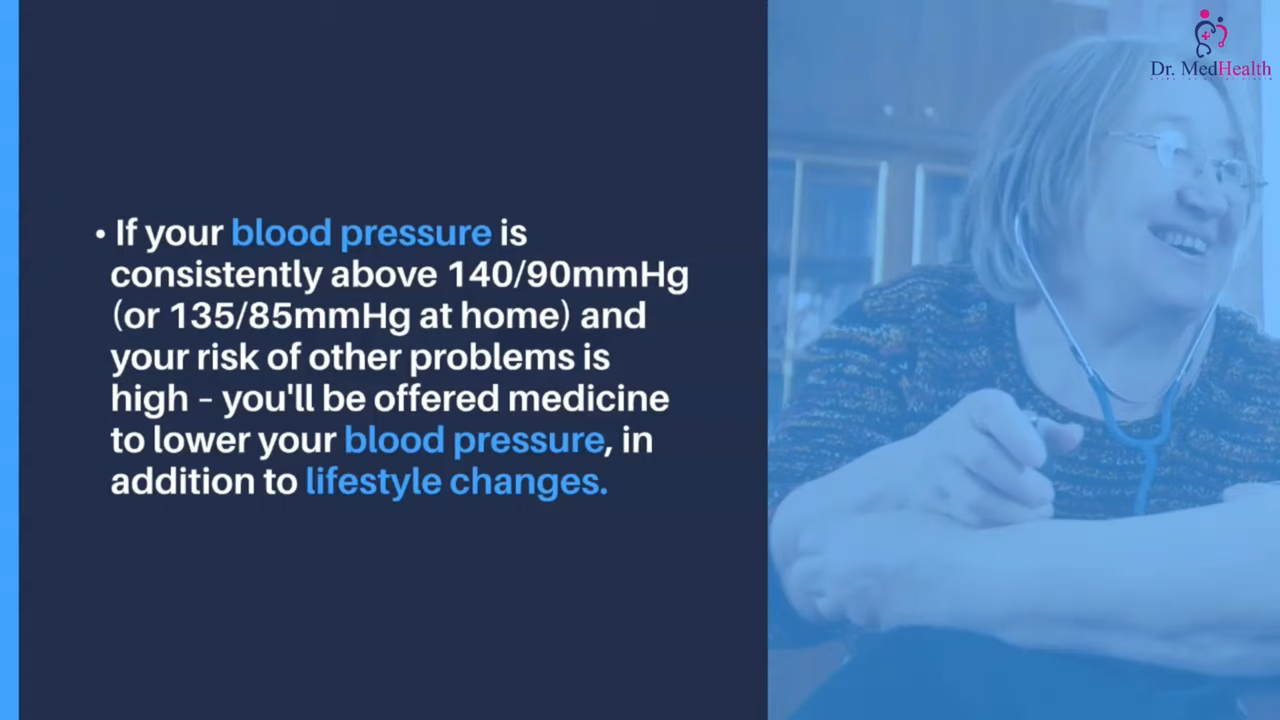 Dr. MedHealth
• If your blood pressure is
consistently above 140/90mmHg
(or 135/85mmHg at home) and
your risk of other problems is
high – you'll be offered medicine
to lower your blood pressure, in
addition to lifestyle changes.